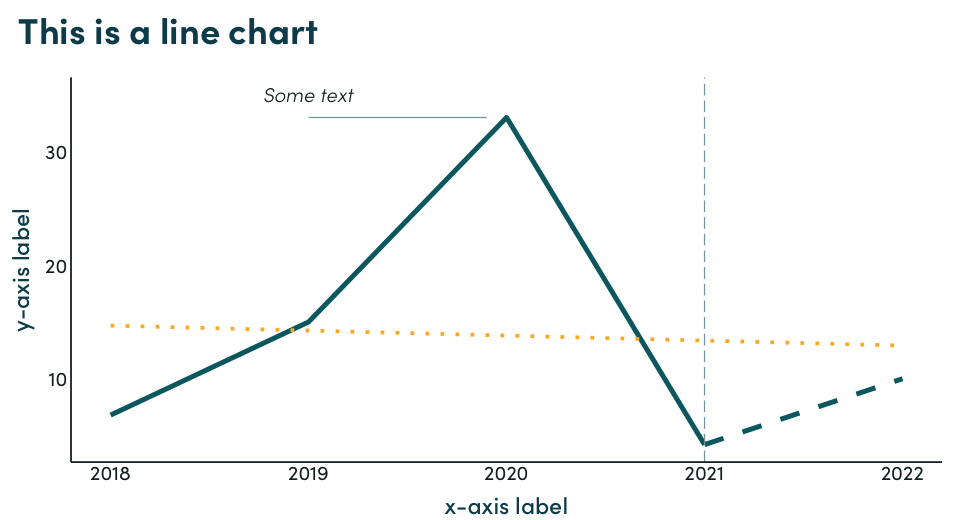 This is a line chart
Some text
30
20
10
y-axis label
2018 2019 2020 2021 2022
x-axis label